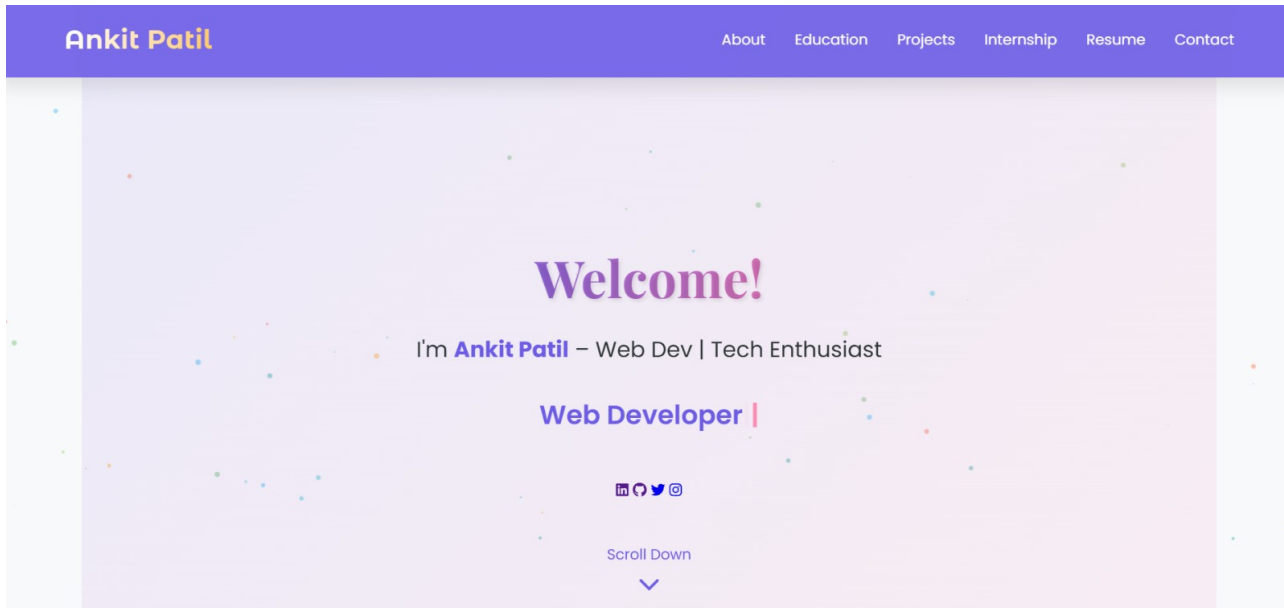 Ankit Patil
About Education Projects Internship Resume Contact
Welcome!
I'm Ankit Patil – Web Dev | Tech Enthusiast
Web Developer |
Scroll Down